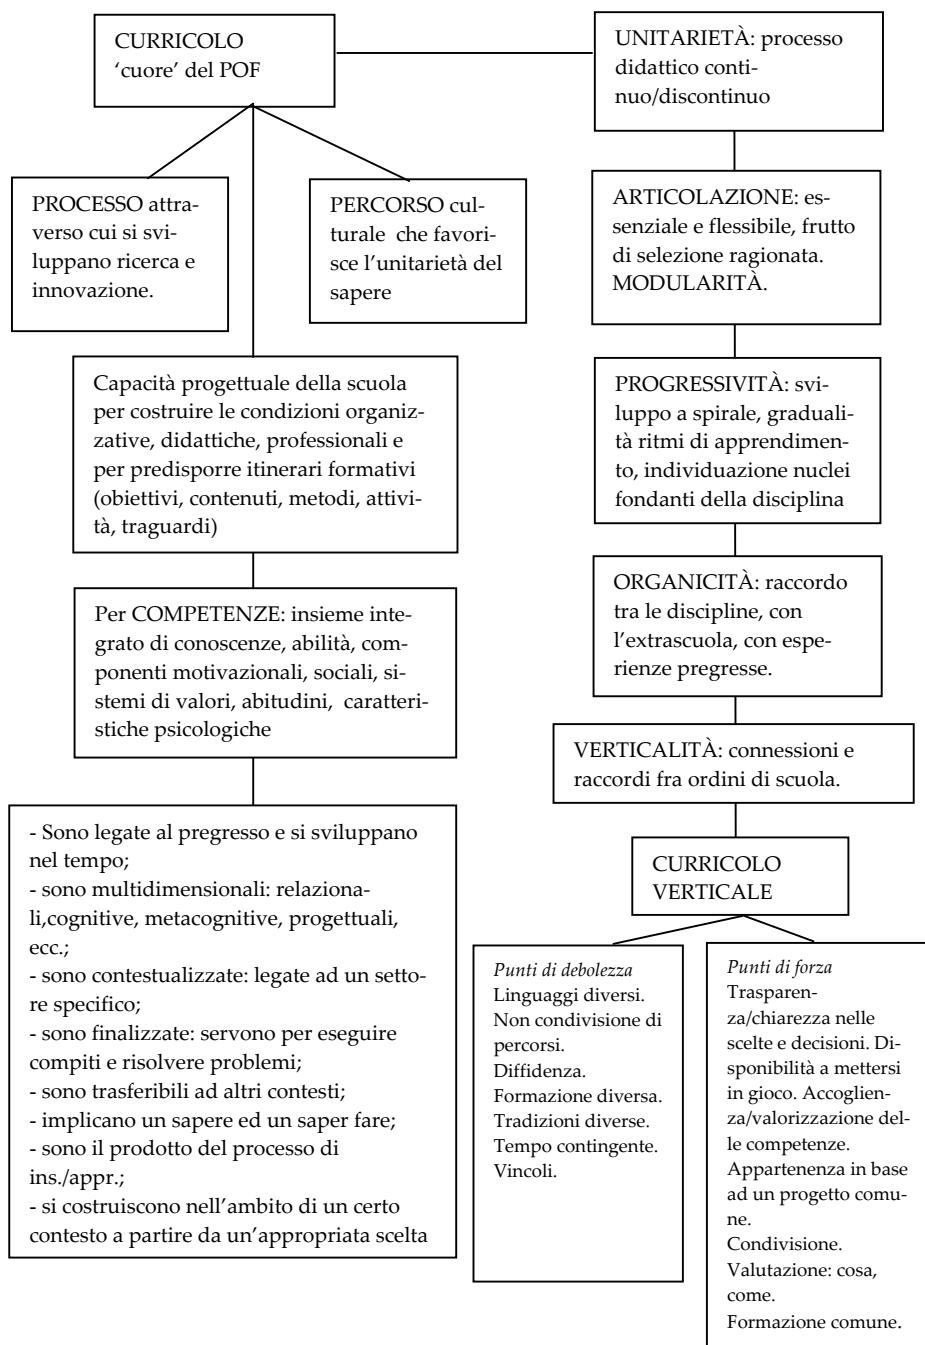 CURRICOLO
‘cuore’ del POF
UNITARIETÀ: processo
didattico conti-
nuo/discontinuo
PROCESSO attra-
verso cui si svi-
luppano ricerca e
innovazione.
PERCORSO cul-
turale che favori-
sce l’unitarietà del
sapere
ARTICOLAZIONE: es-
senziale e flessibile, frutto
di selezione ragionata.
MODULARITÀ.
Capacità progettuale della scuola
per costruire le condizioni organiz-
zative, didattiche, professionali e
per predisporre itinerari formativi
(obiettivi, contenuti, metodi, attivi-
tà, traguardi)
PROGRESSIVITÀ: svi-
luppo a spirale, graduali-
tà ritmi di apprendimen-
to, individuazione nuclei
fondanti della disciplina
Per COMPETENZE: insieme inte-
grato di conoscenze, abilità, com-
ponenti motivazionali, sociali, si-
stemi di valori, abitudini, caratteri-
stiche psicologiche
ORGANICITÀ: raccordo
tra le discipline, con
l’extrascuola, con espe-
rienze pregresse.
VERTICALITÀ: connessioni e
raccordi fra ordini di scuola.
- Sono legate al pregresso e si sviluppano
nel tempo;
- sono multidimensionali: relaziona-
li,cognitive, metacognitive, progettuali,
ecc.;
- sono contestualizzate: legate ad un setto-
re specifico;
- sono finalizzate: servono per eseguire
compiti e risolvere problemi;
- sono trasferibili ad altri contesti;
- implicano un sapere ed un saper fare;
- sono il prodotto del processo di
ins./appr.;
- si costruiscono nell’ambito di un certo
contesto a partire da un’appropriata scelta
CURRICOLO
VERTICALE
Punti di debolezza
Linguaggi diversi.
Non condivisione di
percorsi.
Diffidenza.
Formazione diversa.
Tradizioni diverse.
Tempo contingente.
Vincoli.
Punti di forza
Trasparen-
za/chiarezza nelle
scelte e decisioni. Di-
sponibilità a mettersi
in gioco. Accoglien-
za/valorizzazione del-
le competenze.
Appartenenza in base
ad un progetto comu-
ne.
Condivisione.
Valutazione: cosa,
come.
Formazione comune.